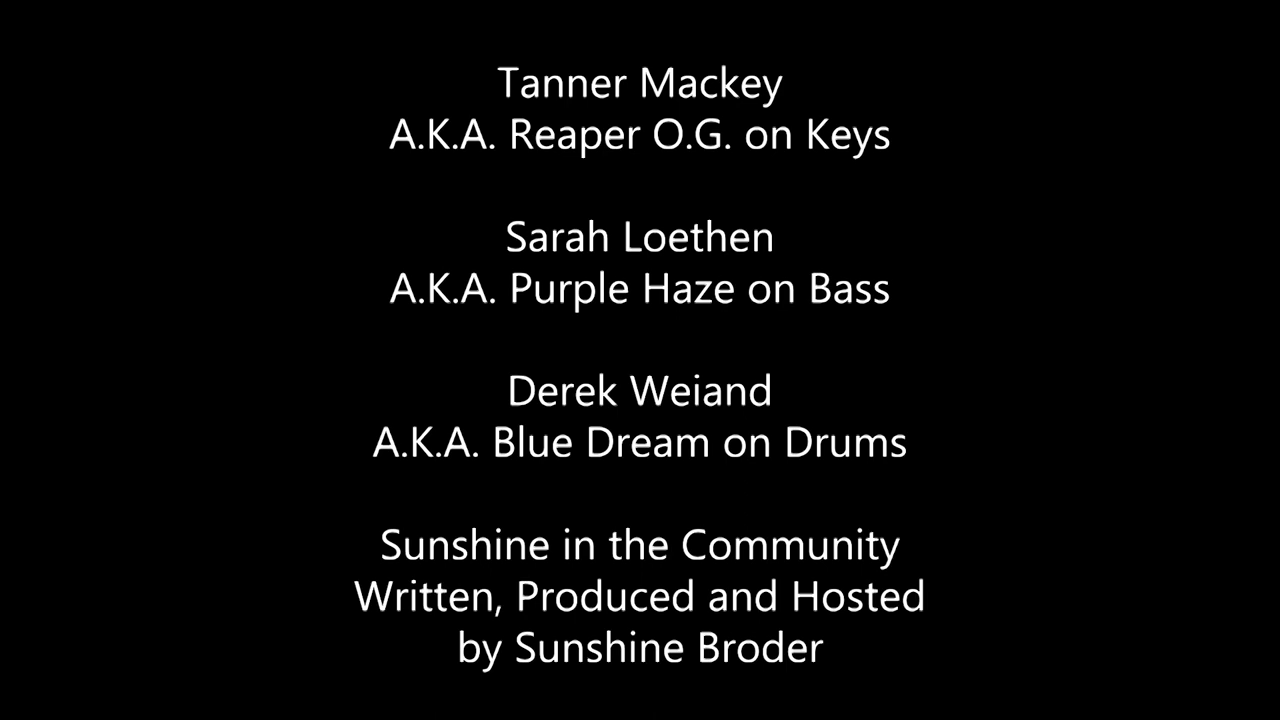 Tanner Mackey
A.K.A. Reaper O.G. on Keys
Sarah Loethen
A.K.A. Purple Haze on Bass
Derek Weiand
A.K.A. Blue Dream on Drums
Sunshine in the Community
Written, Produced and Hosted
by Sunshine Broder